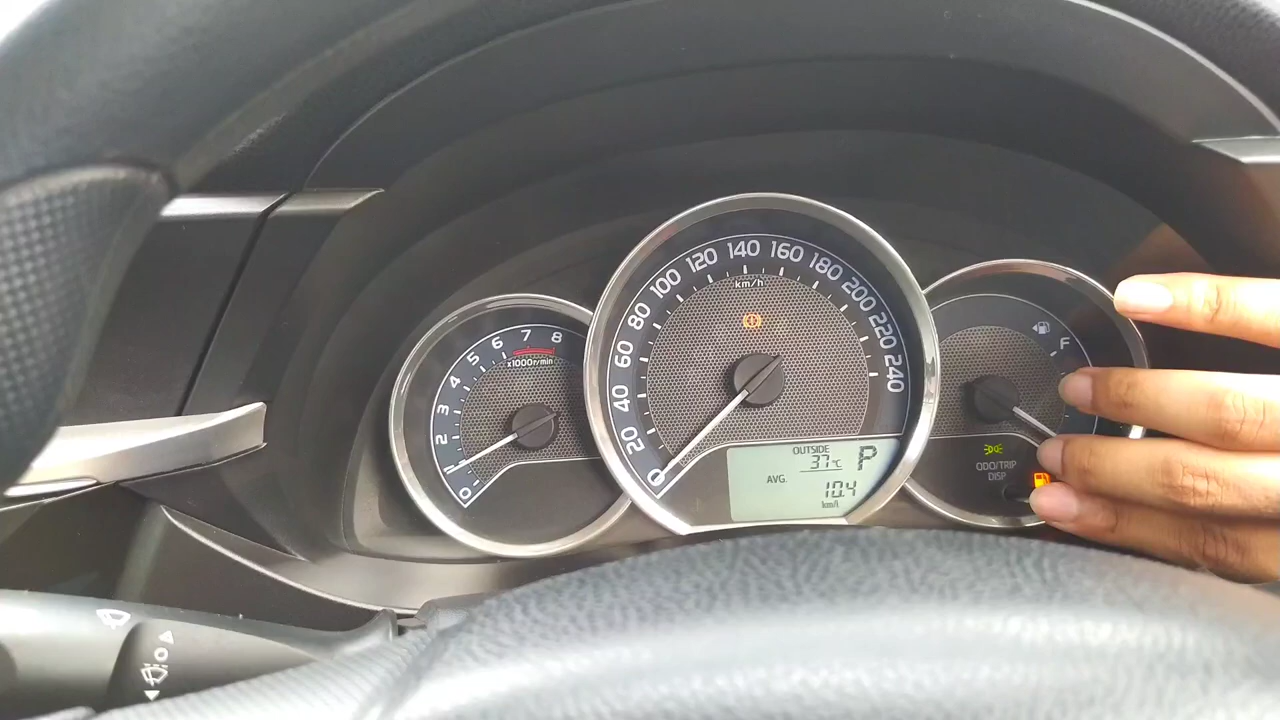 0 1 2 3 4 5 6 7 8
x1000r/min
0 20 40 60 80 100 120 140 160 180 200 220 240
km/h
OUTSIDE
37°C
P
AVG.
10.4
km/l
F
ODO/TRIP
DISP